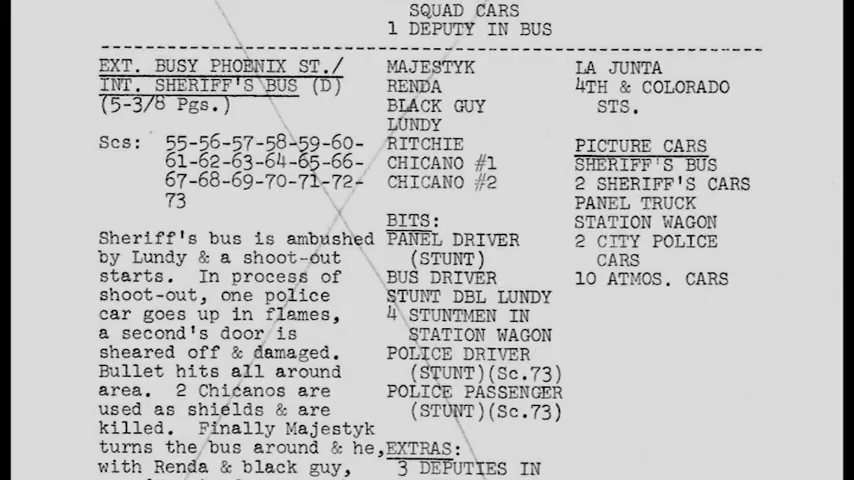 SQUAD CARS
1 DEPUTY IN BUS
EXT. BUSY PHOENIX ST./
INT. SHERIFF'S BUS (D)
(5-3/8 Pgs.)
Scs: 55-56-57-58-59-60-
61-62-63-64-65-66-
67-68-69-70-71-72-
73
Sheriff's bus is ambushed
by Lundy & a shoot-out
starts. In process of
shoot-out, one police
car goes up in flames,
a second's door is
sheared off & damaged.
Bullet hits all around
area. 2 Chicanos are
used as shields & are
killed. Finally Majestyk
turns the bus around & he,
with Renda & black guy,
MAJESTYK
RENDA
BLACK GUY
LUNDY
RITCHIE
CHICANO #1
CHICANO #2
BITS:
PANEL DRIVER
(STUNT)
BUS DRIVER
STUNT DBL LUNDY
4 STUNTMEN IN
STATION WAGON
POLICE DRIVER
(STUNT)(Sc.73)
POLICE PASSENGER
(STUNT)(Sc.73)
EXTRAS:
3 DEPUTIES IN
LA JUNTA
4TH & COLORADO
STS.
PICTURE CARS
SHERIFF'S BUS
2 SHERIFF'S CARS
PANEL TRUCK
STATION WAGON
2 CITY POLICE
CARS
10 ATMOS. CARS